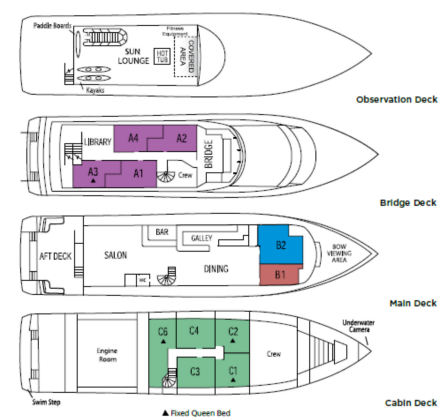 Paddle Boards
Fitness
Equipment
SUN
LOUNGE
HOT
TUB
COVERED
AREA
Kayaks
Observation Deck
LIBRARY
A4
A2
BRIDGE
A3
A1
Crew
Bridge Deck
BAR
GALLEY
B2
AFT DECK
SALON
DINING
BOW
VIEWING
AREA
B1
Main Deck
C6
C4
C2
Underwater
Camera
Engine
Room
Crew
C3
C1
Swim Step
Cabin Deck
▲ Fixed Queen Bed